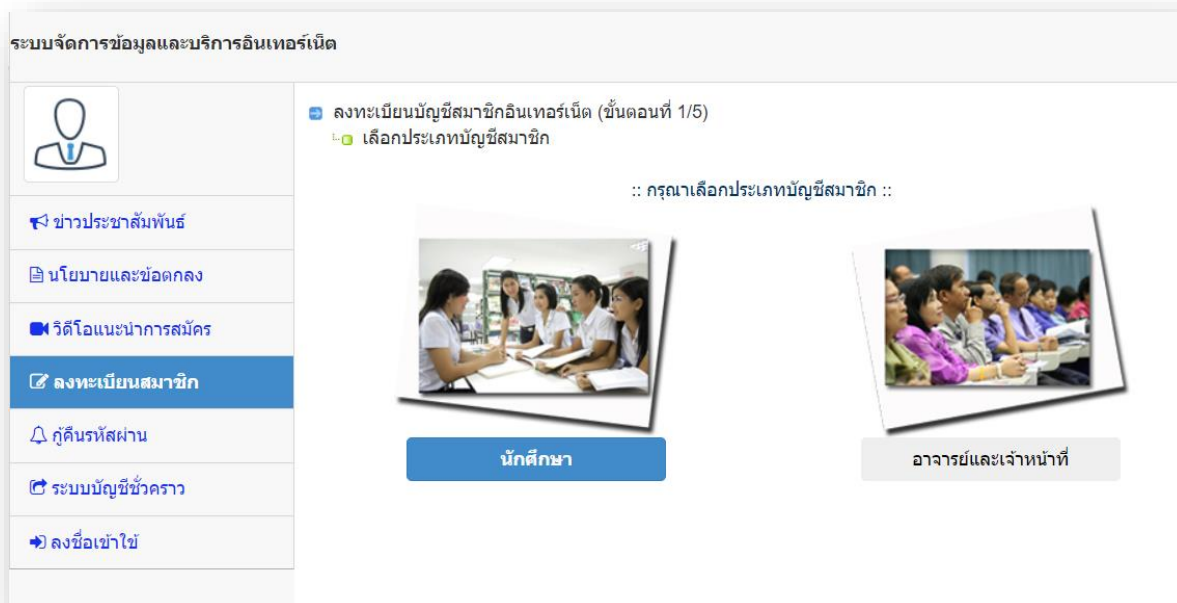 ระบบจัดการข้อมูลและบริการอินเทอร์เน็ต
ลงทะเบียนบัญชีสมาชิกอินเทอร์เน็ต (ขั้นตอนที่ 1/5)
เลือกประเภทบัญชีสมาชิก
:: กรุณาเลือกประเภทบัญชีสมาชิก ::
ข่าวประชาสัมพันธ์
นโยบายและข้อตกลง
วิดีโอแนะนำการสมัคร
ลงทะเบียนสมาชิก
กู้คืนรหัสผ่าน
ระบบบัญชีชั่วคราว
ลงชื่อเข้าใช้
นักศึกษา
อาจารย์และเจ้าหน้าที่